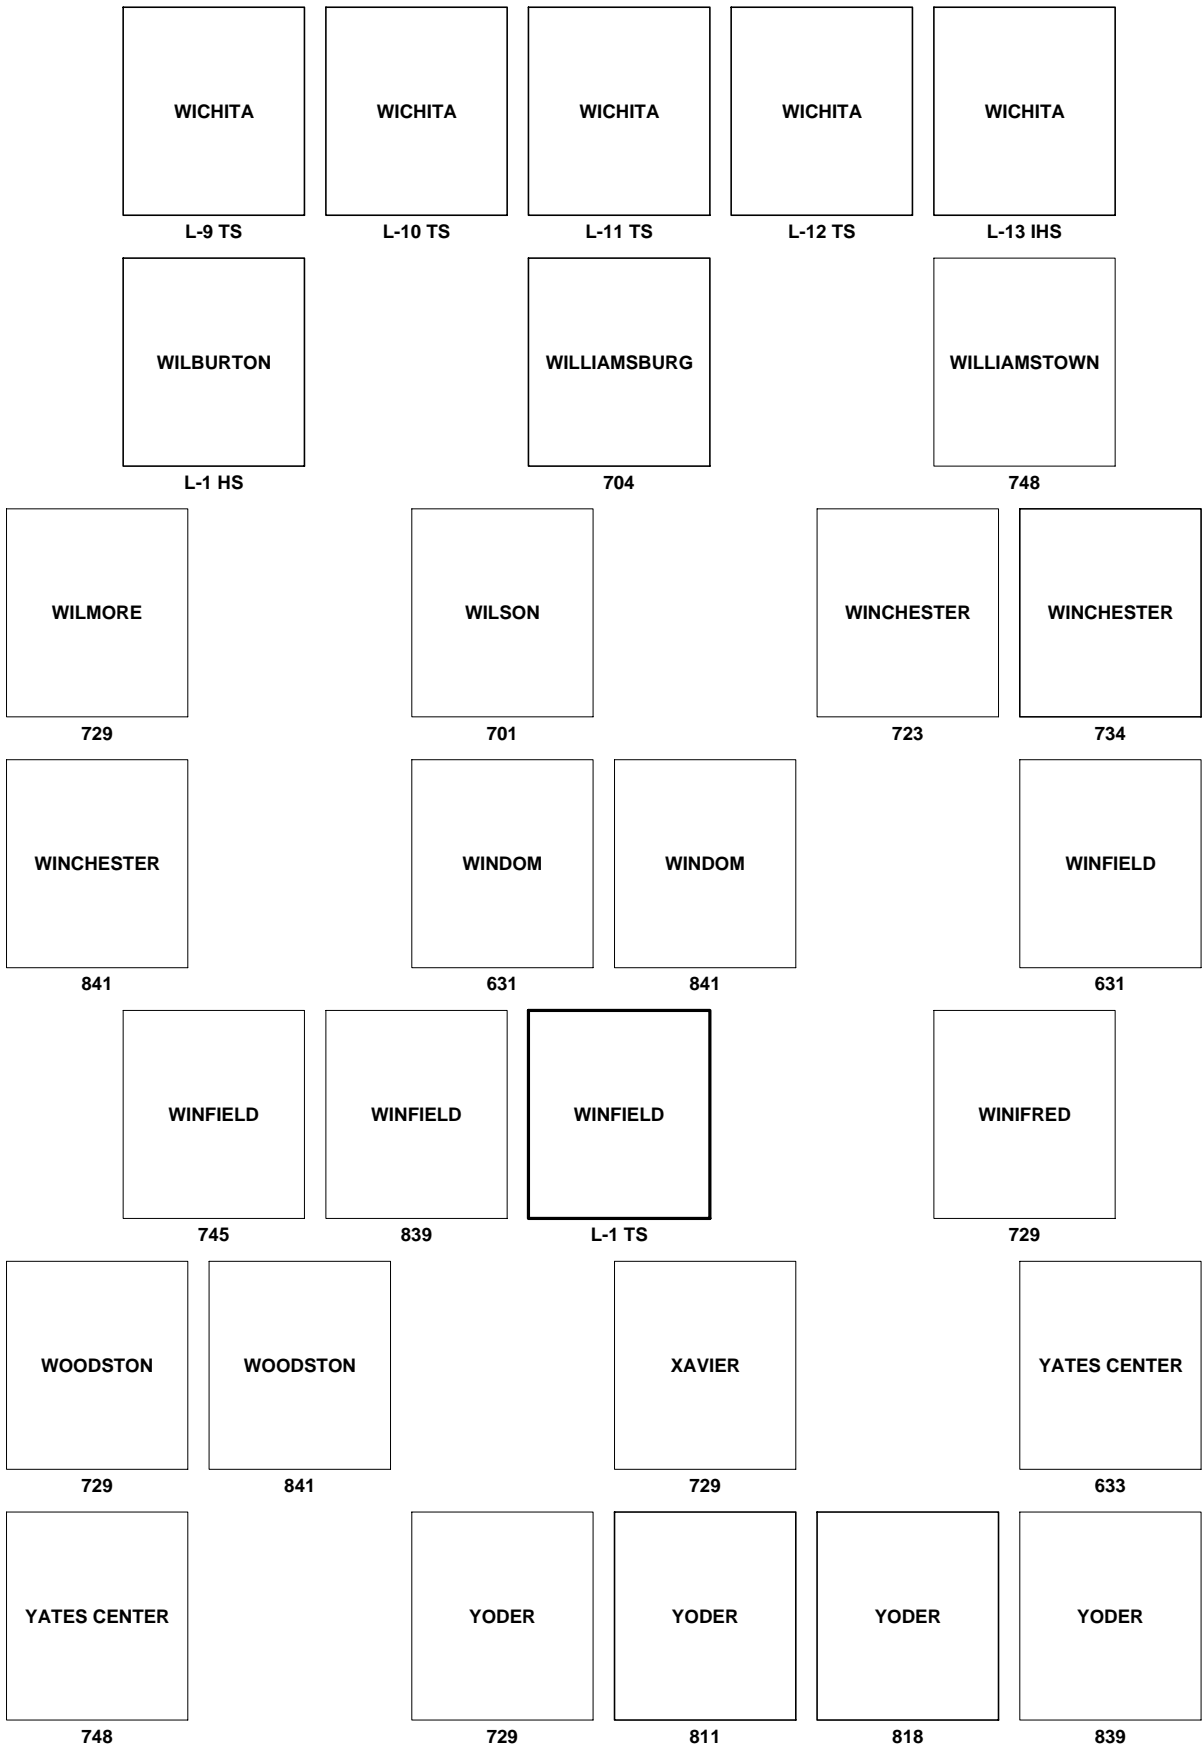 WICHITA WICHITA WICHITA WICHITA WICHITA
L-9 TS L-10 TS L-11 TS L-12 TS L-13 IHS
WILBURTON WILLIAMSBURG WILLIAMSTOWN
L-1 HS 704 748
WILMORE WILSON WINCHESTER WINCHESTER
729 701 723 734
WINCHESTER WINDOM WINDOM WINFIELD
841 631 841 631
WINFIELD WINFIELD WINFIELD WINIFRED
745 839 L-1 TS 729
WOODSTON WOODSTON XAVIER YATES CENTER
729 841 729 633
YATES CENTER YODER YODER YODER YODER
748 729 811 818 839